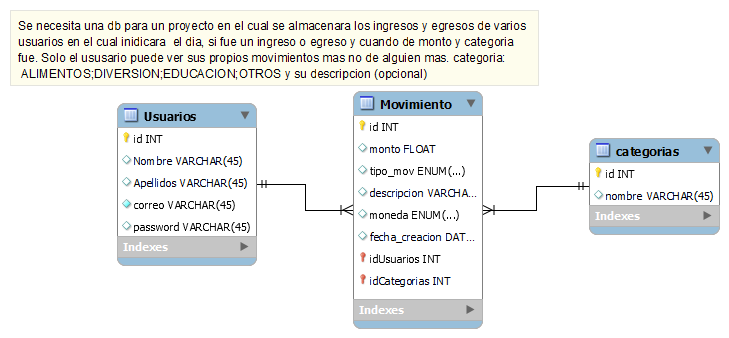 Se necesita una db para un proyecto en el cual se almacenara los ingresos y egresos de varios
usuarios en el cual inidicara el dia, si fue un ingreso o egreso y cuando de monto y categoria
fue. Solo el ususario puede ver sus propios movimientos mas no de alguien mas. categoria:
ALIMENTOS;DIVERSION;EDUCACION;OTROS y su descripcion (opcional)
Usuarios
id INT
Nombre VARCHAR(45)
Apellidos VARCHAR(45)
correo VARCHAR(45)
password VARCHAR(45)
Indexes
Movimiento
id INT
monto FLOAT
tipo_mov ENUM(...)
descripcion VARCHA...
moneda ENUM(...)
fecha_creacion DAT...
idUsuarios INT
idCategorias INT
Indexes
categorias
id INT
nombre VARCHAR(45)
Indexes